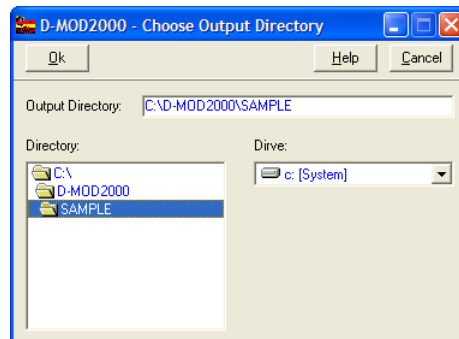 D-MOD2000 - Choose Output Directory
Ok
Help
Cancel
Output Directory:
C:\D-MOD2000\SAMPLE
Directory:
Dirve:
C:\
c: [System]
D-MOD2000
SAMPLE